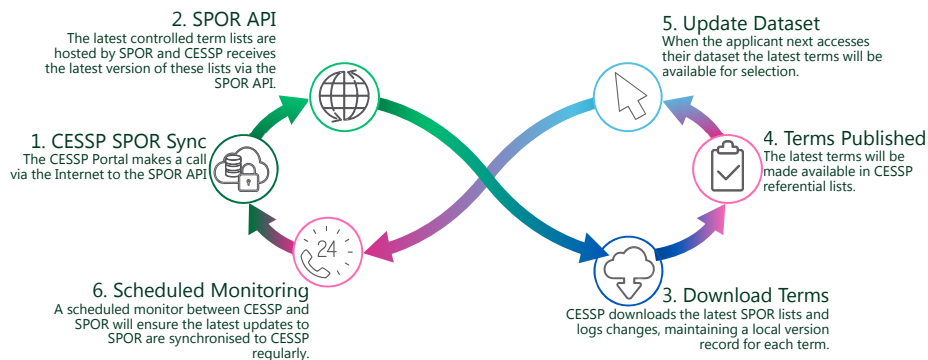 2. SPOR API
The latest controlled term lists are
hosted by SPOR and CESSP receives
the latest version of these lists via the
SPOR API.
5. Update Dataset
When the applicant next accesses
their dataset the latest terms will be
available for selection.
1. CESSP SPOR Sync
The CESSP Portal makes a call
via the Internet to the SPOR API
4. Terms Published
The latest terms will be
made available in CESSP
referential lists.
24
6. Scheduled Monitoring
A scheduled monitor between CESSP and
SPOR will ensure the latest updates to
SPOR are synchronised to CESSP
regularly.
3. Download Terms
CESSP downloads the latest SPOR lists and
logs changes, maintaining a local version
record for each term.